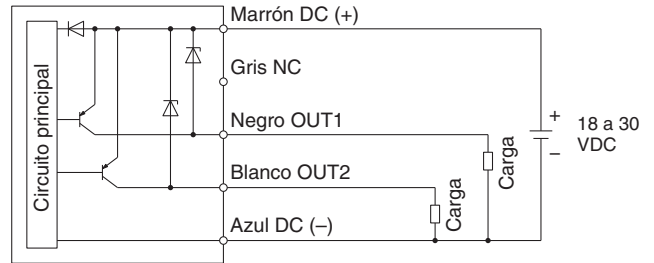 Circuito principal
Marrón DC (+)
Gris NC
Negro OUT1
Blanco OUT2
Azul DC (–)
Carga
Carga
+
–
18 a 30
VDC